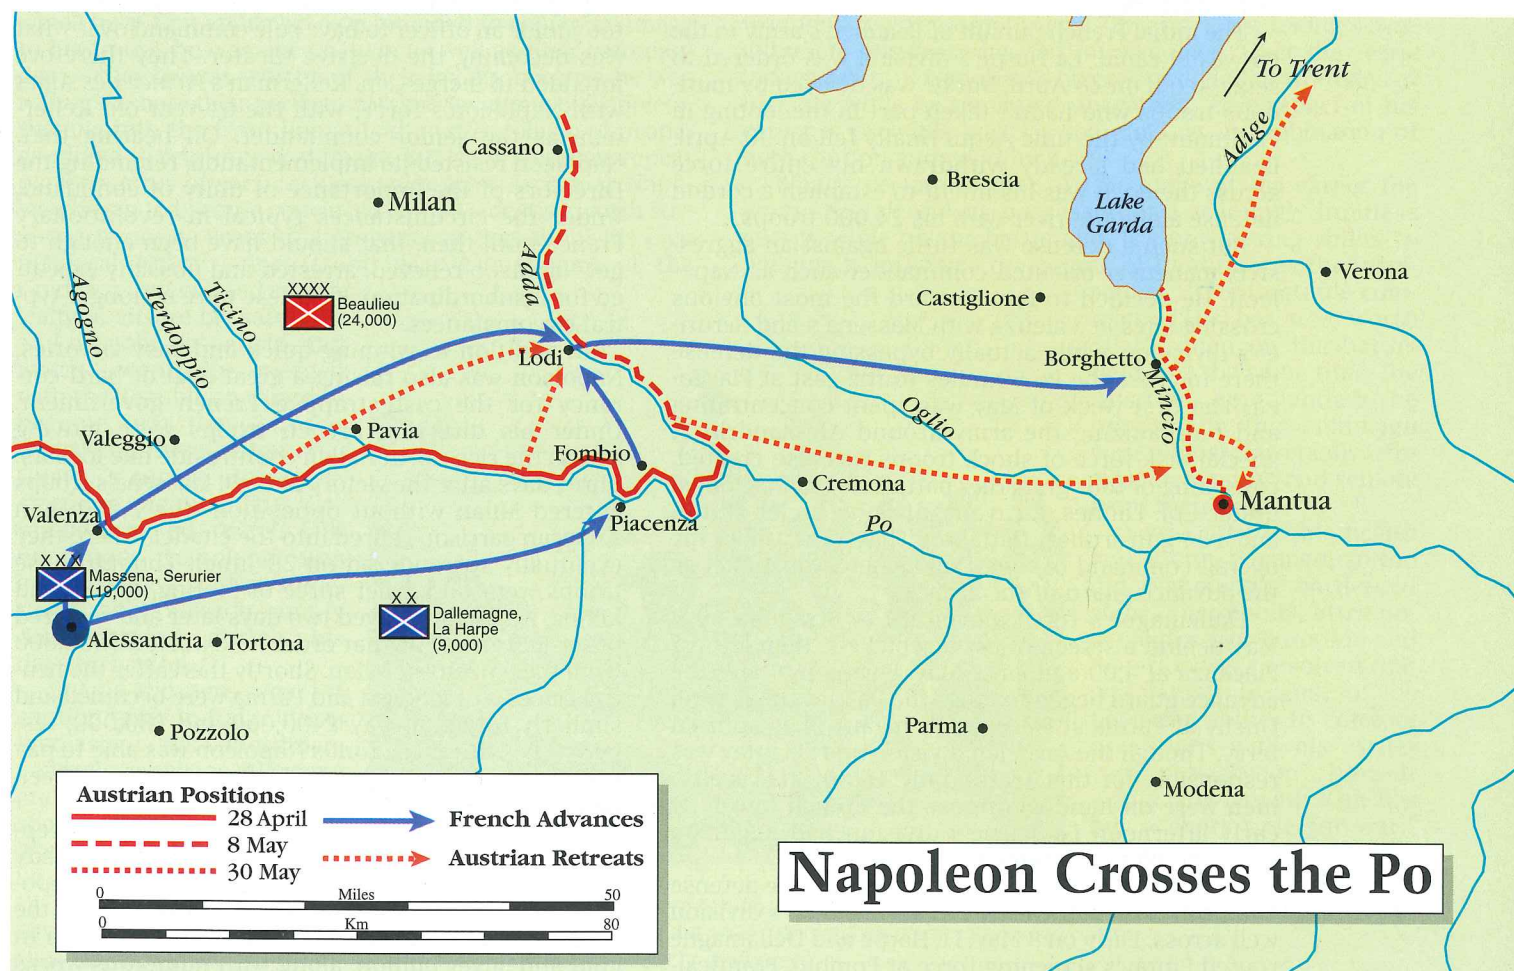 To Trent
Adige
Cassano
Brescia
Milan
Lake
Garda
Adda
Verona
Agogno
Terdoppio
Ticino
XXXX
Beaulieu
(24,000)
Castiglione
Lodi
Borghetto
Mincio
Oglio
Valeggio
Pavia
Fombio
Cremona
Mantua
Valenza
Piacenza
Po
XXX
Massena, Serurier
(19,000)
XX
Dallemagne,
La Harpe
(9,000)
Alessandria
Tortona
Parma
Pozzolo
Modena
Austrian Positions
28 April
8 May
30 May
French Advances
Austrian Retreats
0 Miles 50
0 Km 80
Napoleon Crosses the Po